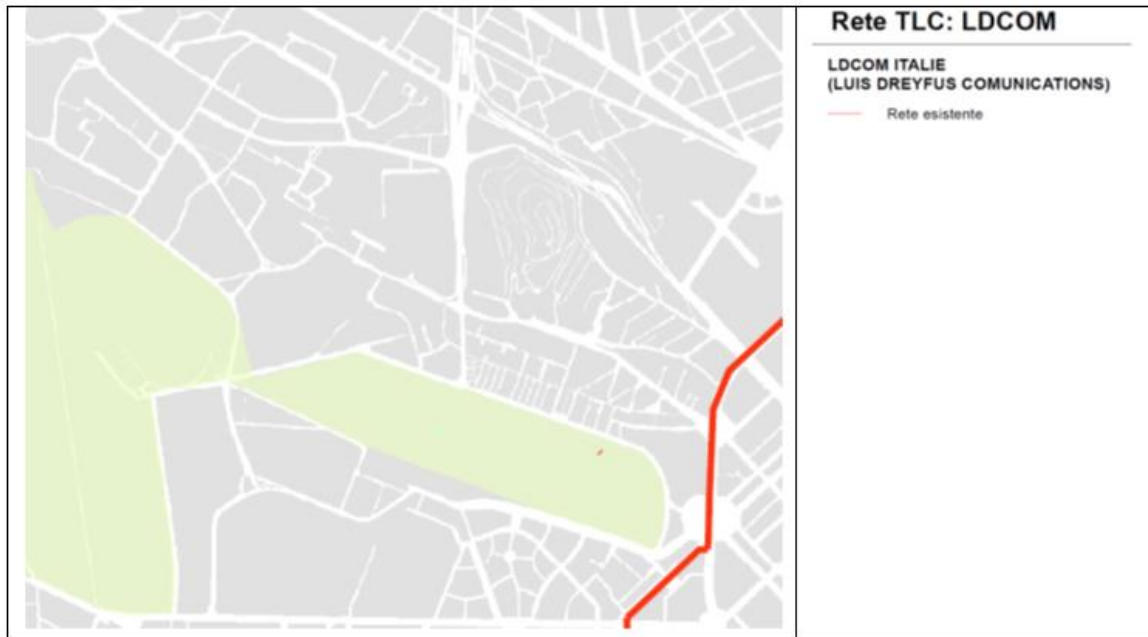 Rete TLC: LDCOM
LDCOM ITALIE
(LUIS DREYFUS COMUNICATIONS)
Rete esistente